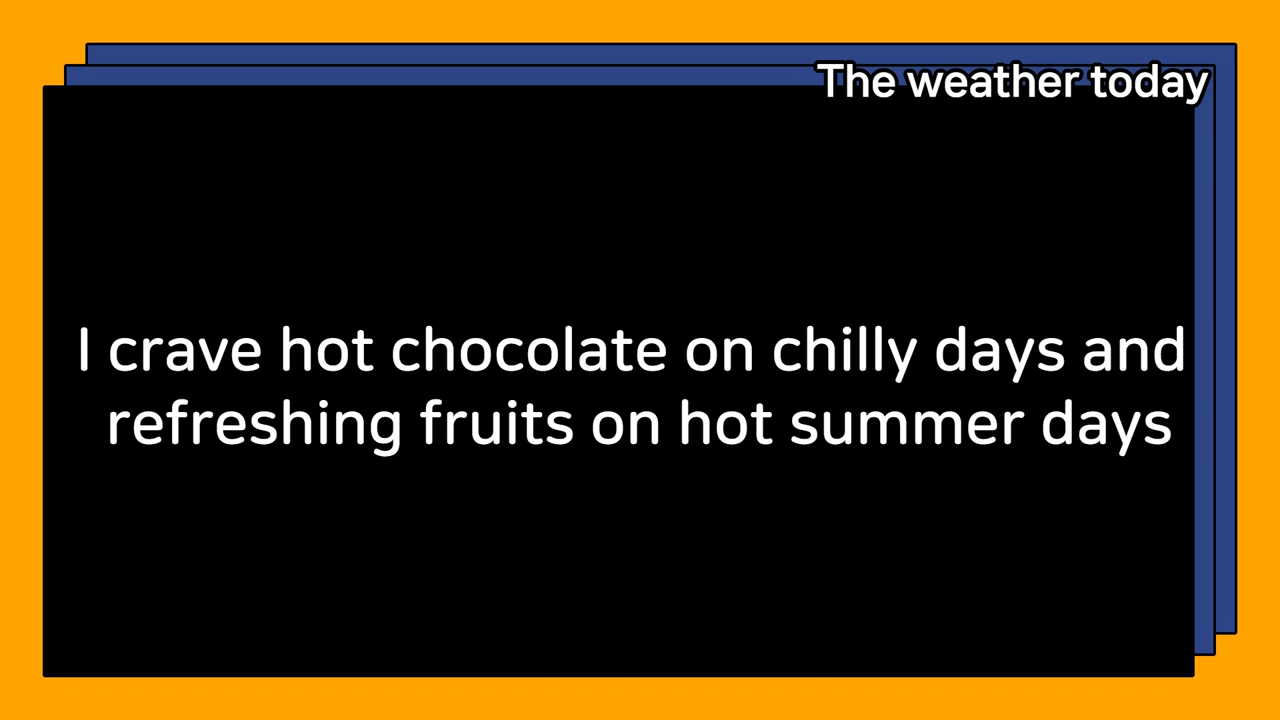 The weather today
I crave hot chocolate on chilly days and
refreshing fruits on hot summer days